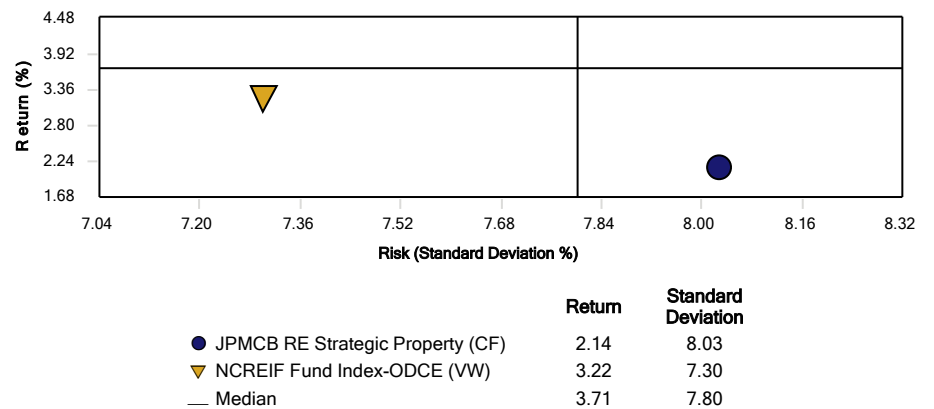 4.48
3.92
3.36
2.80
2.24
1.68
Return (%)
7.04 7.20 7.36 7.52 7.68 7.84 8.00 8.16 8.32
Risk (Standard Deviation %)
Return Standard Deviation
JPMCB RE Strategic Property (CF) 2.14 8.03
NCREIF Fund Index-ODCE (VW) 3.22 7.30
Median 3.71 7.80